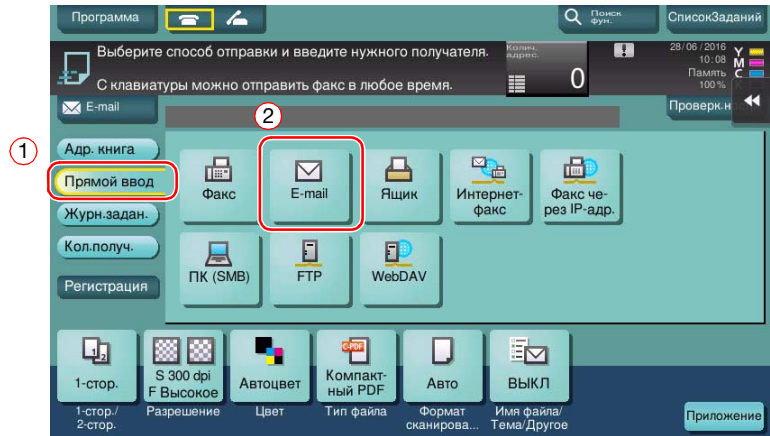 Программа
Поиск
фун.
СписокЗаданий
Выберите способ отправки и введите нужного получателя.
С клавиатуры можно отправить факс в любое время.
Колич.
адрес.
0
28/06/2016
10:08
Память
100%
Y
M
C
K
E-mail
Проверк.н
1
2
Адр. книга
Прямой ввод
Журн.задан.
Кол.получ.
Регистрация
Факс
E-mail
Ящик
Интернет-
факс
Факс че-
рез IP-адр.
ПК (SMB)
FTP
WebDAV
1-стор.
S 300 dpi
F Высокое
Автоцвет
C-PDF
Компакт-
ный PDF
Авто
ВЫКЛ
1-стор./
2-стор.
Разрешение
Цвет
Тип файла
Формат
сканирова...
Имя файла/
Тема/Другое
Приложение